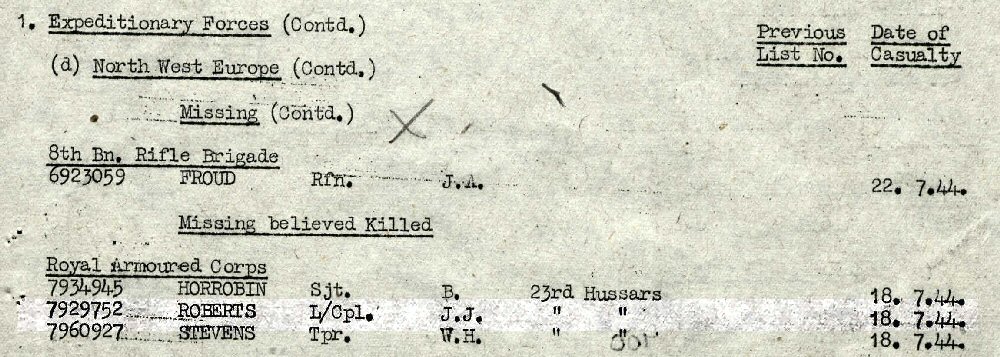 1. Expeditionary Forces (Contd.)
Previous Date of
List No. Casualty
(d) North West Europe (Contd.)
Missing (Contd.)
8th Bn. Rifle Brigade
6923059 FROUD Rfn. J.A. 22. 7.44.
Missing believed Killed
Royal Armoured Corps
7934945 HORROBIN Sjt. B. 23rd Hussars 18. 7.44.
7929752 ROBERTS L/Cpl. J.J. " " 18. 7.44.
7960927 STEVENS Tpr. W.H. " " 18. 7.44.